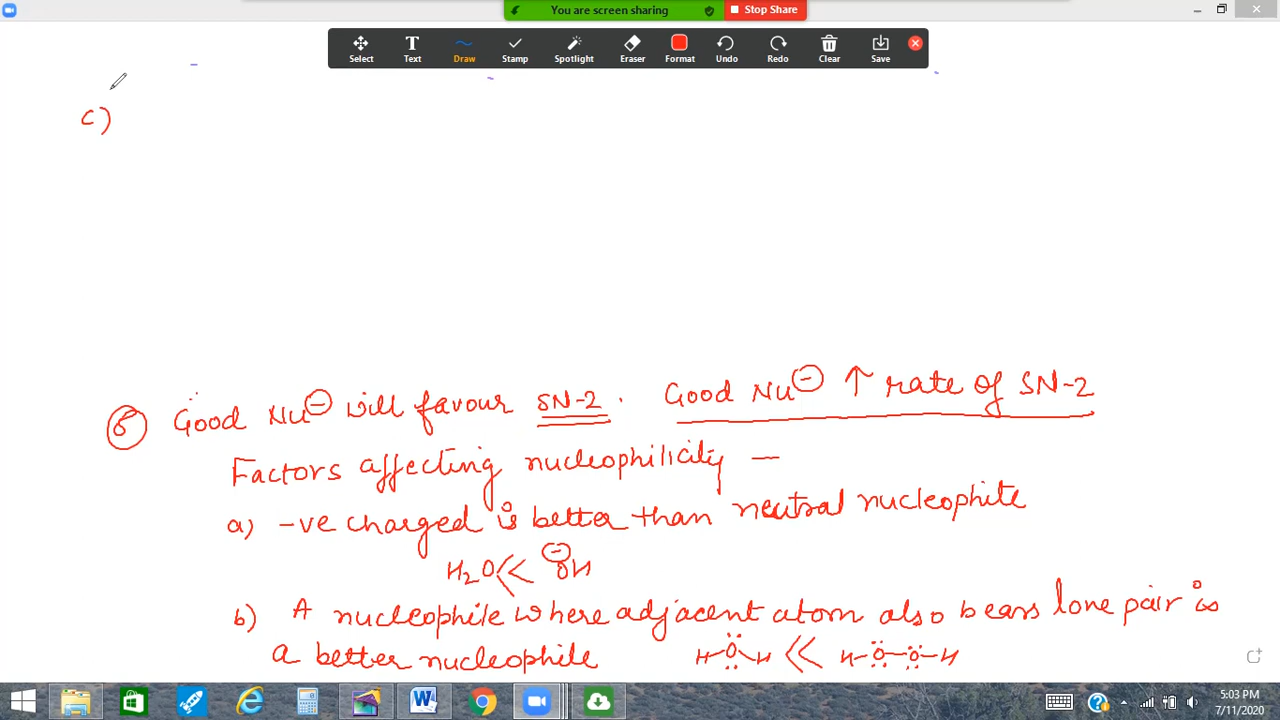 You are screen sharing Stop Share
Select Text Draw Stamp Spotlight Eraser Format Undo Redo Clear Save
c)
Good Nu⊖ will favour SN-2 . Good Nu⊖ ↑ rate of SN-2
Factors affecting nucleophilicity —
a) -ve charged is better than neutral nucleophile
H₂O << ⊖OH
b) A nucleophile where adjacent atom also bears lone pair is
a better nucleophile H-Ö-H << H-Ö-Ö-H
5:03 PM
7/11/2020